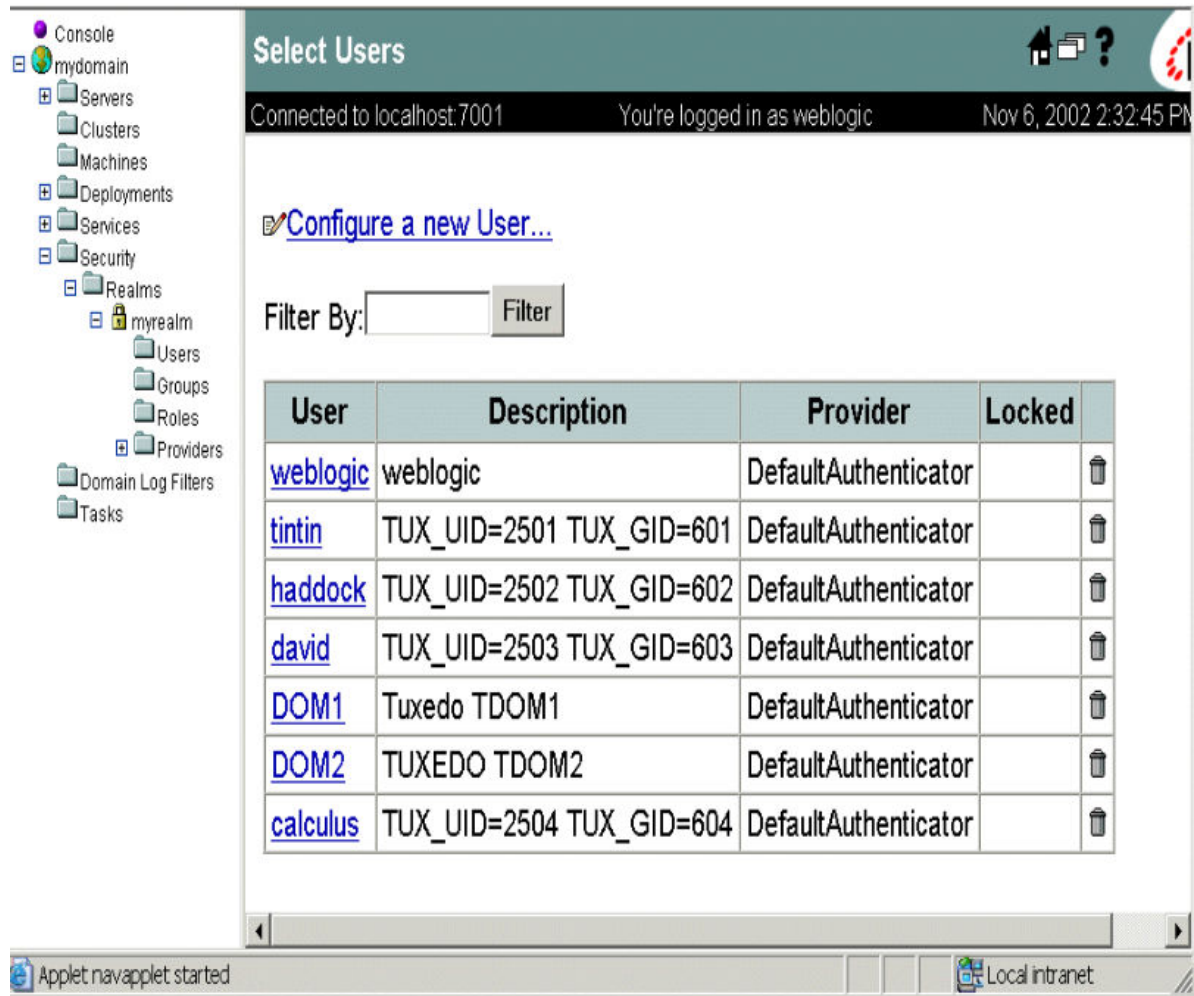 Console
mydomain
Servers
Clusters
Machines
Deployments
Services
Security
Realms
myrealm
Users
Groups
Roles
Providers
Domain Log Filters
Tasks
Select Users
?
Connected to localhost:7001 You're logged in as weblogic Nov 6, 2002 2:32:45 PM
Configure a new User...
Filter By: Filter
User Description Provider Locked
weblogic weblogic DefaultAuthenticator
tintin TUX_UID=2501 TUX_GID=601 DefaultAuthenticator
haddock TUX_UID=2502 TUX_GID=602 DefaultAuthenticator
david TUX_UID=2503 TUX_GID=603 DefaultAuthenticator
DOM1 Tuxedo TDOM1 DefaultAuthenticator
DOM2 TUXEDO TDOM2 DefaultAuthenticator
calculus TUX_UID=2504 TUX_GID=604 DefaultAuthenticator
Applet navapplet started Local intranet